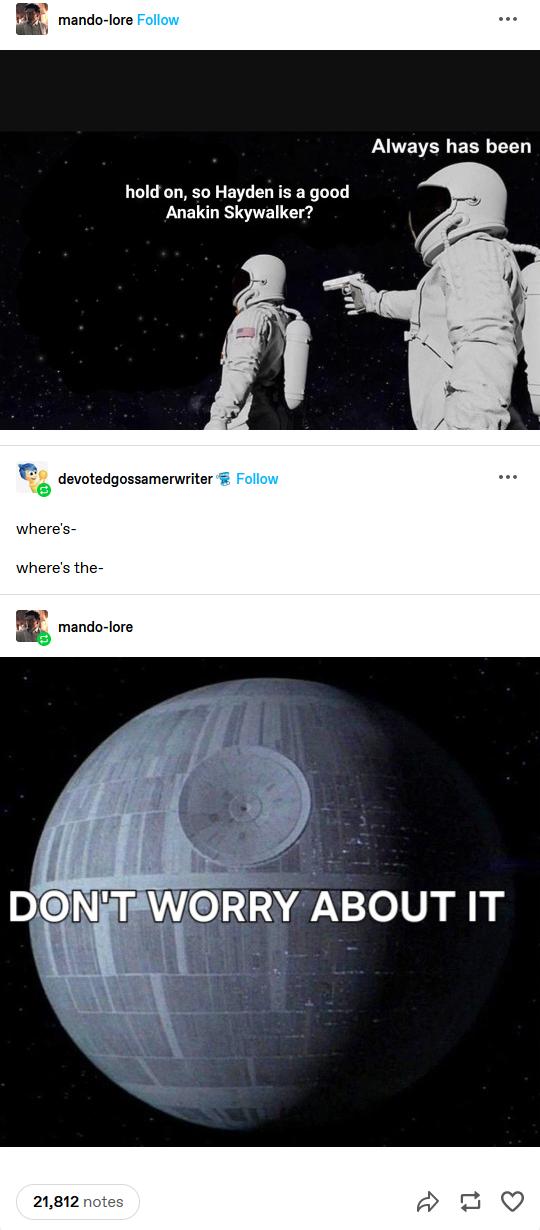 mando-lore Follow
Always has been
hold on, so Hayden is a good
Anakin Skywalker?
devotedgossamerwriter Follow
where's-
where's the-
mando-lore
DON'T WORRY ABOUT IT
21,812 notes